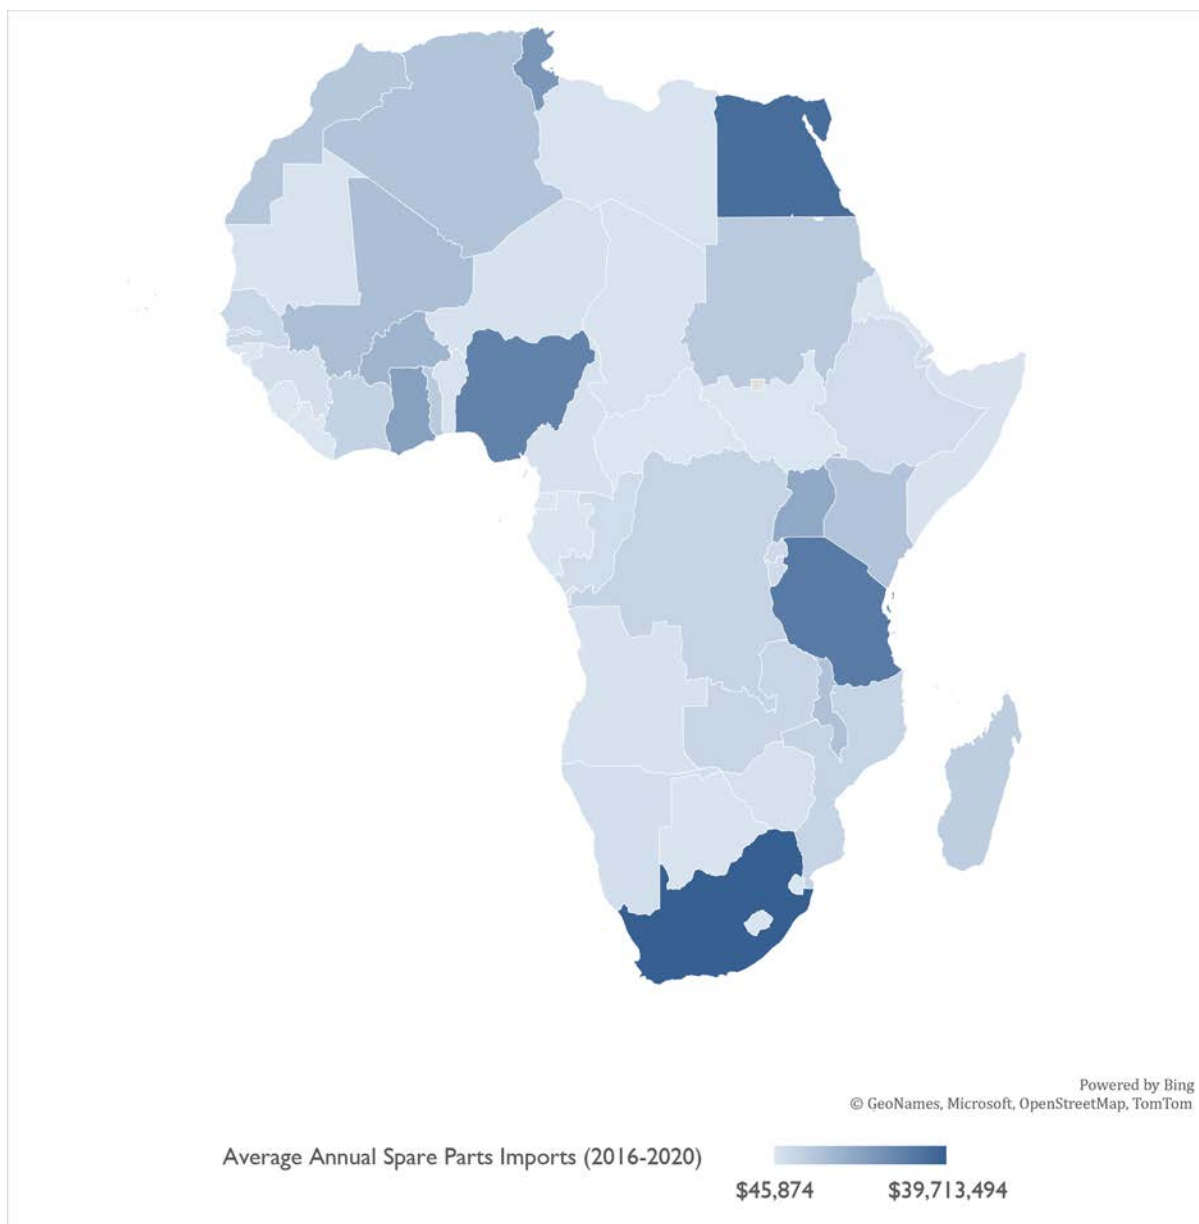 Powered by Bing
© GeoNames, Microsoft, OpenStreetMap, TomTom
Average Annual Spare Parts Imports (2016-2020)
$45,874 $39,713,494